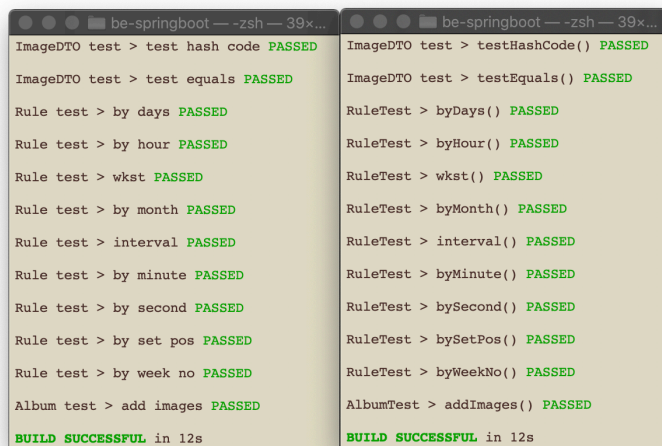 be-springboot — -zsh — 39×...
ImageDTO test > test hash code PASSED
ImageDTO test > test equals PASSED
Rule test > by days PASSED
Rule test > by hour PASSED
Rule test > wkst PASSED
Rule test > by month PASSED
Rule test > interval PASSED
Rule test > by minute PASSED
Rule test > by second PASSED
Rule test > by set pos PASSED
Rule test > by week no PASSED
Album test > add images PASSED
BUILD SUCCESSFUL in 12s
be-springboot — -zsh — 39×...
ImageDTO test > testHashCode() PASSED
ImageDTO test > testEquals() PASSED
RuleTest > byDays() PASSED
RuleTest > byHour() PASSED
RuleTest > wkst() PASSED
RuleTest > byMonth() PASSED
RuleTest > interval() PASSED
RuleTest > byMinute() PASSED
RuleTest > bySecond() PASSED
RuleTest > bySetPos() PASSED
RuleTest > byWeekNo() PASSED
AlbumTest > addImages() PASSED
BUILD SUCCESSFUL in 12s